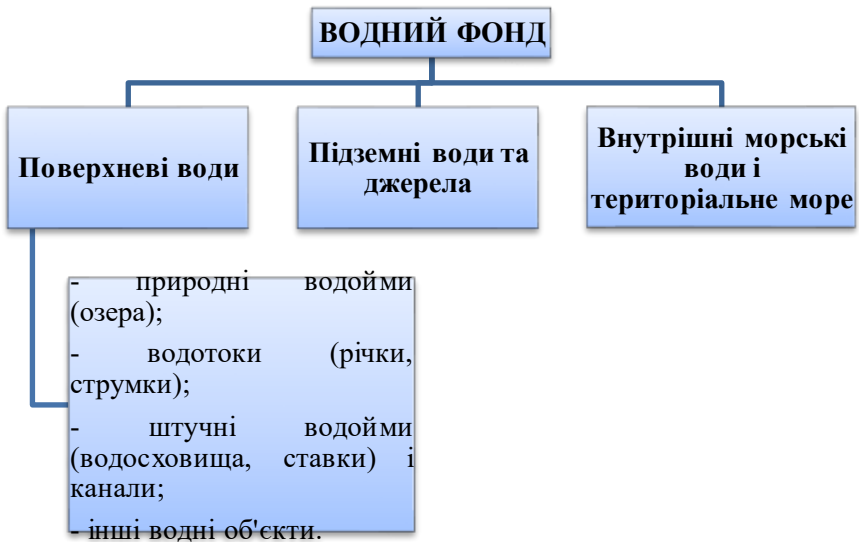 ВОДНИЙ ФОНД
Поверхневі води
Підземні води та
джерела
Внутрішні морські
води і
територіальне море
- природні водойми
(озера);
- водотоки (річки,
струмки);
- штучні водойми
(водосховища, ставки) і
канали;
- інші водні об'єкти.